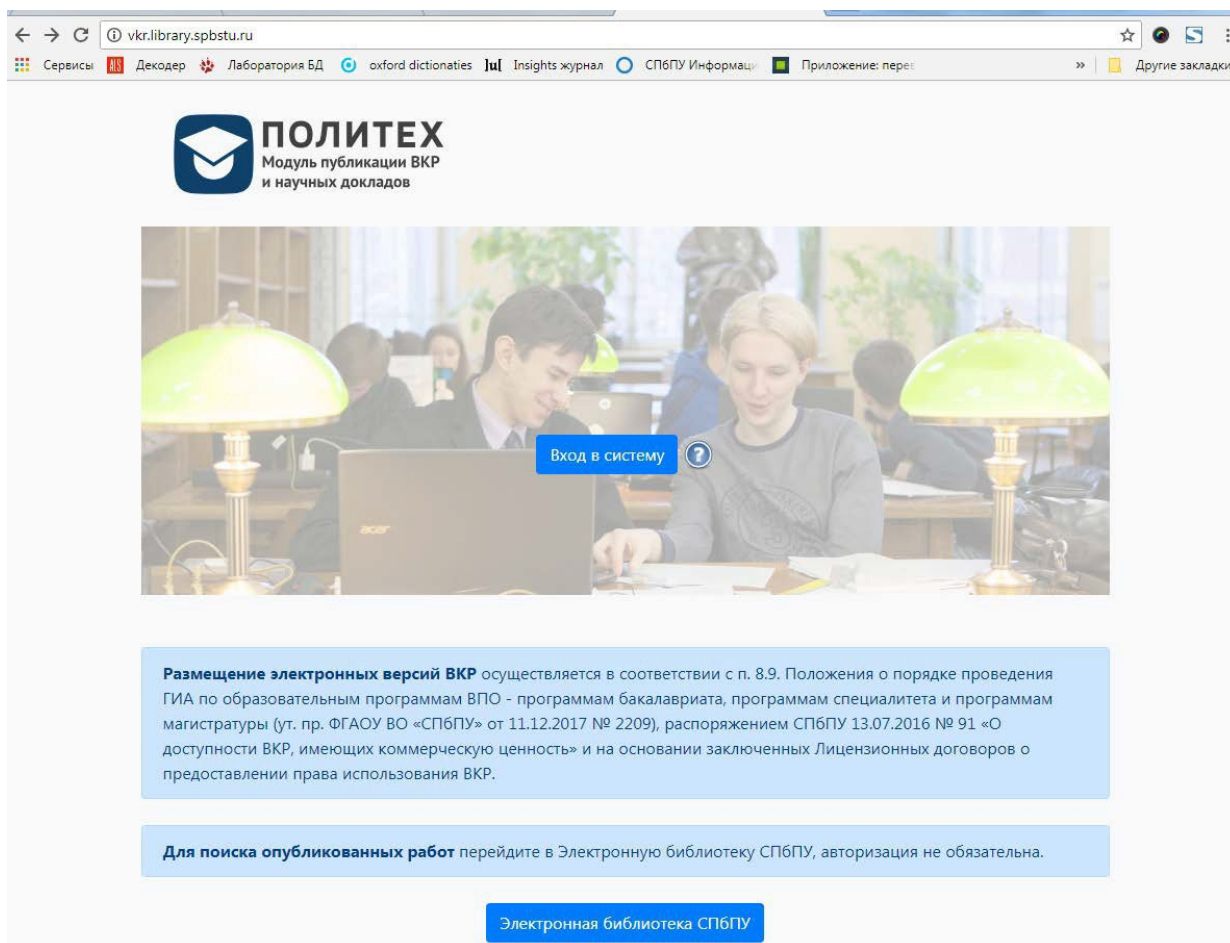 vkr.library.spbstu.ru
Сервисы Декодер Лаборатория БД oxford dictionaties ]u[ Insights журнал СПбПУ Информаци Приложение: пере » Другие закладки
ПОЛИТЕХ
Модуль публикации ВКР
и научных докладов
acer
Вход в систему ?
Размещение электронных версий ВКР осуществляется в соответствии с п. 8.9. Положения о порядке проведения
ГИА по образовательным программам ВПО - программам бакалавриата, программам специалитета и программам
магистратуры (ут. пр. ФГАОУ ВО «СПбПУ» от 11.12.2017 № 2209), распоряжением СПбПУ 13.07.2016 № 91 «О
доступности ВКР, имеющих коммерческую ценность» и на основании заключенных Лицензионных договоров о
предоставлении права использования ВКР.
Для поиска опубликованных работ перейдите в Электронную библиотеку СПбПУ, авторизация не обязательна.
Электронная библиотека СПбПУ